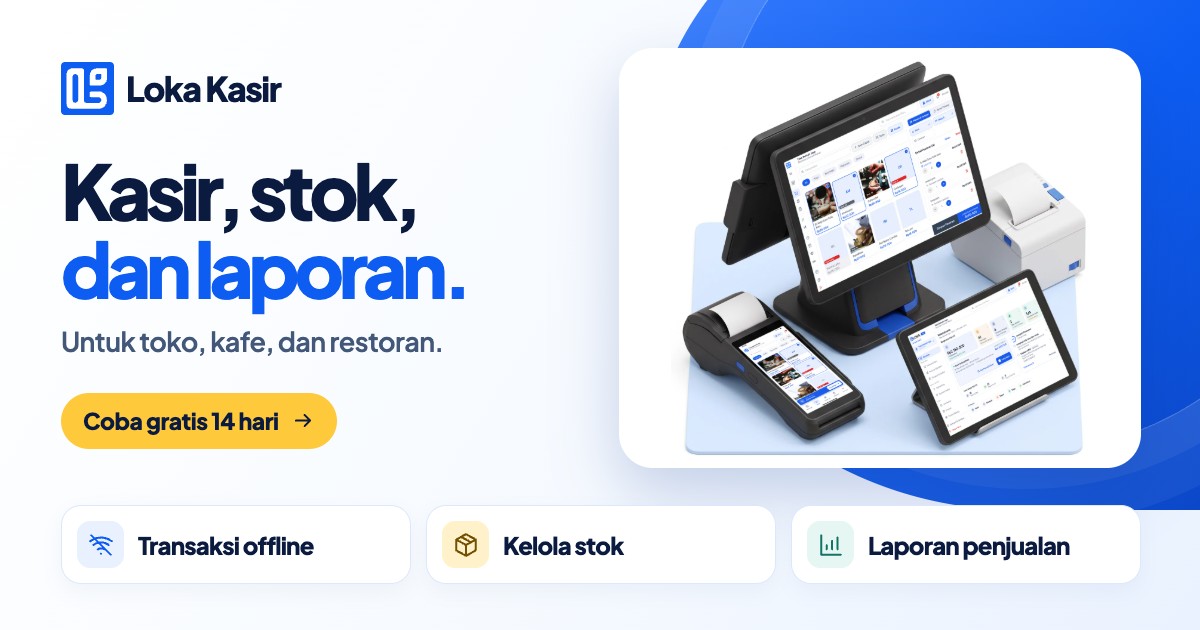 Loka Kasir
Kasir, stok,
dan laporan.
Untuk toko, kafe, dan restoran.
Coba gratis 14 hari →
Transaksi offline
Kelola stok
Laporan penjualan